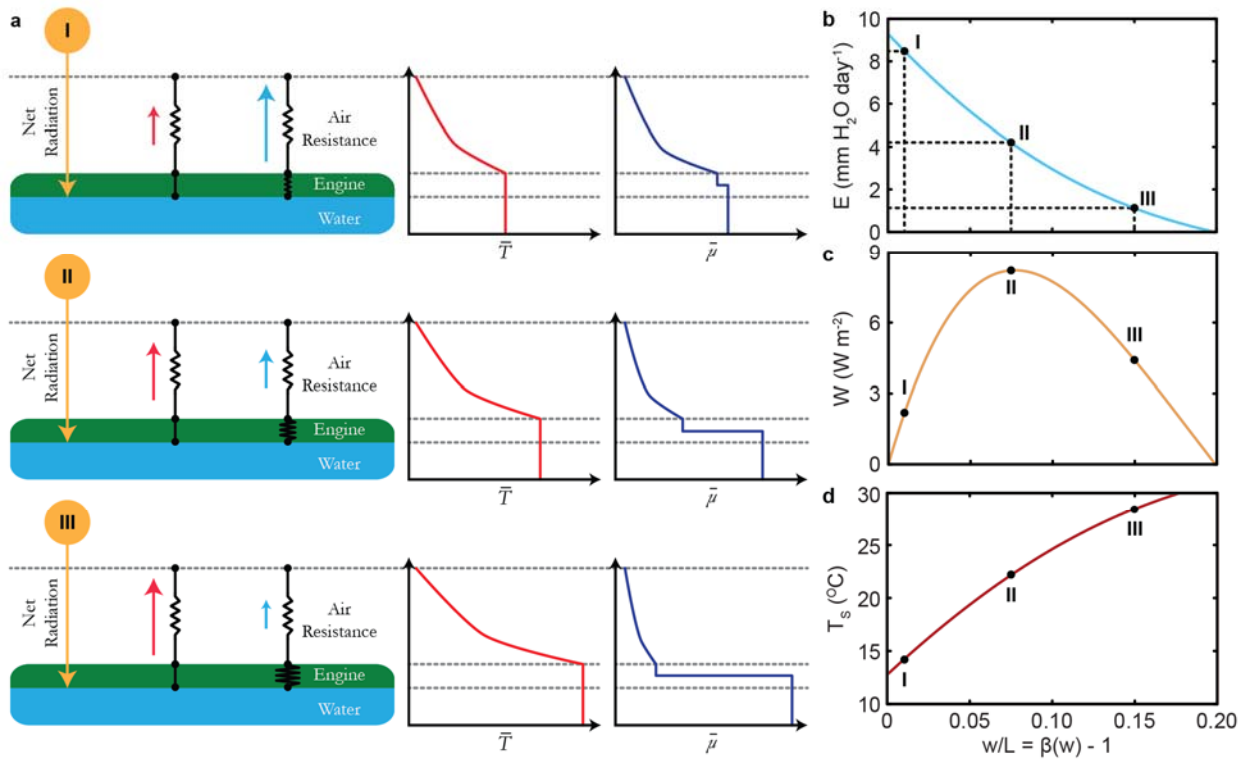 a
I
Net
Radiation
Air
Resistance
Engine
Water
T̅
μ̅
II
Net
Radiation
Air
Resistance
Engine
Water
T̅
μ̅
III
Net
Radiation
Air
Resistance
Engine
Water
T̅
μ̅
b
10
8
6
4
2
0
E (mm H₂O day⁻¹)
I
II
III
c
9
6
3
0
W (W m⁻²)
I
II
III
d
30
25
20
15
10
Tₛ (°C)
I
II
III
0 0.05 0.10 0.15 0.20
w/L = β(w) - 1